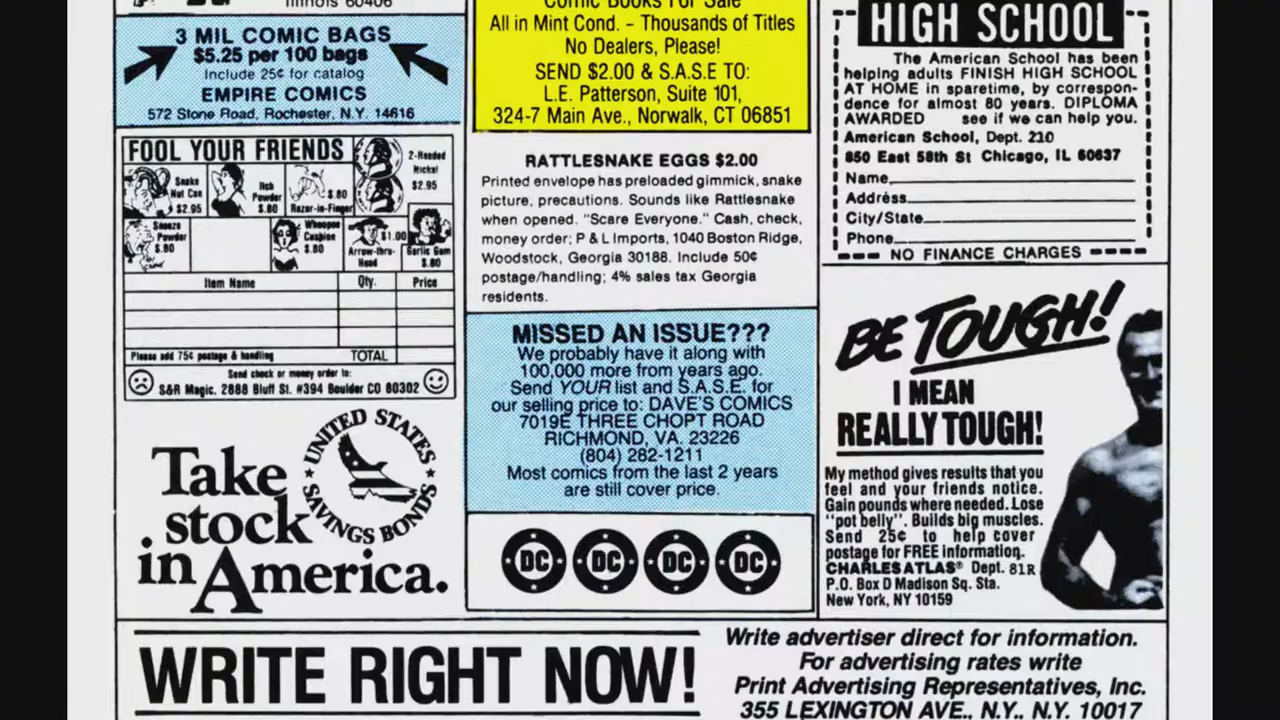 Illinois 60406
3 MIL COMIC BAGS
$5.25 per 100 bags
Include 25¢ for catalog
EMPIRE COMICS
572 Stone Road, Rochester, N.Y. 14616
FOOL YOUR FRIENDS
Snake
Nut Can
$2.95
Itch
Powder
$.80
$.80
Razor-in-Finger
2-Headed
Nickel
$2.95
Sneeze
Powder
$.80
Whoopee
Cushion
$.80
$1.00
Arrow-thru-
Head
Garlic Gum
$.80
Item Name Qty. Price
Please add 75¢ postage & handling TOTAL
Send check or money order to:
S&R Magic. 2888 Bluff St. #394 Boulder CO 80302
Take
stock
in America.
UNITED STATES
SAVINGS BONDS
Comic Books For Sale
All in Mint Cond. - Thousands of Titles
No Dealers, Please!
SEND $2.00 & S.A.S.E TO:
L.E. Patterson, Suite 101,
324-7 Main Ave., Norwalk, CT 06851
RATTLESNAKE EGGS $2.00
Printed envelope has preloaded gimmick, snake
picture, precautions. Sounds like Rattlesnake
when opened. "Scare Everyone." Cash, check,
money order; P & L Imports, 1040 Boston Ridge,
Woodstock, Georgia 30188. Include 50¢
postage/handling; 4% sales tax Georgia
residents.
MISSED AN ISSUE???
We probably have it along with
100,000 more from years ago.
Send YOUR list and S.A.S.E. for
our selling price to: DAVE'S COMICS
7019E THREE CHOPT ROAD
RICHMOND, VA. 23226
(804) 282-1211
Most comics from the last 2 years
are still cover price.
DC DC DC DC
HIGH SCHOOL
The American School has been
helping adults FINISH HIGH SCHOOL
AT HOME in sparetime, by correspon-
dence for almost 80 years. DIPLOMA
AWARDED see if we can help you.
American School, Dept. 210
850 East 58th St Chicago, IL 60637
Name
Address
City/State
Phone
NO FINANCE CHARGES
BE TOUGH!
I MEAN
REALLY TOUGH!
My method gives results that you
feel and your friends notice.
Gain pounds where needed. Lose
"pot belly". Builds big muscles.
Send 25¢ to help cover
postage for FREE information.
CHARLES ATLAS® Dept. 81R
P.O. Box D Madison Sq. Sta.
New York, NY 10159
WRITE RIGHT NOW!
Write advertiser direct for information.
For advertising rates write
Print Advertising Representatives, Inc.
355 LEXINGTON AVE., N.Y., N.Y. 10017